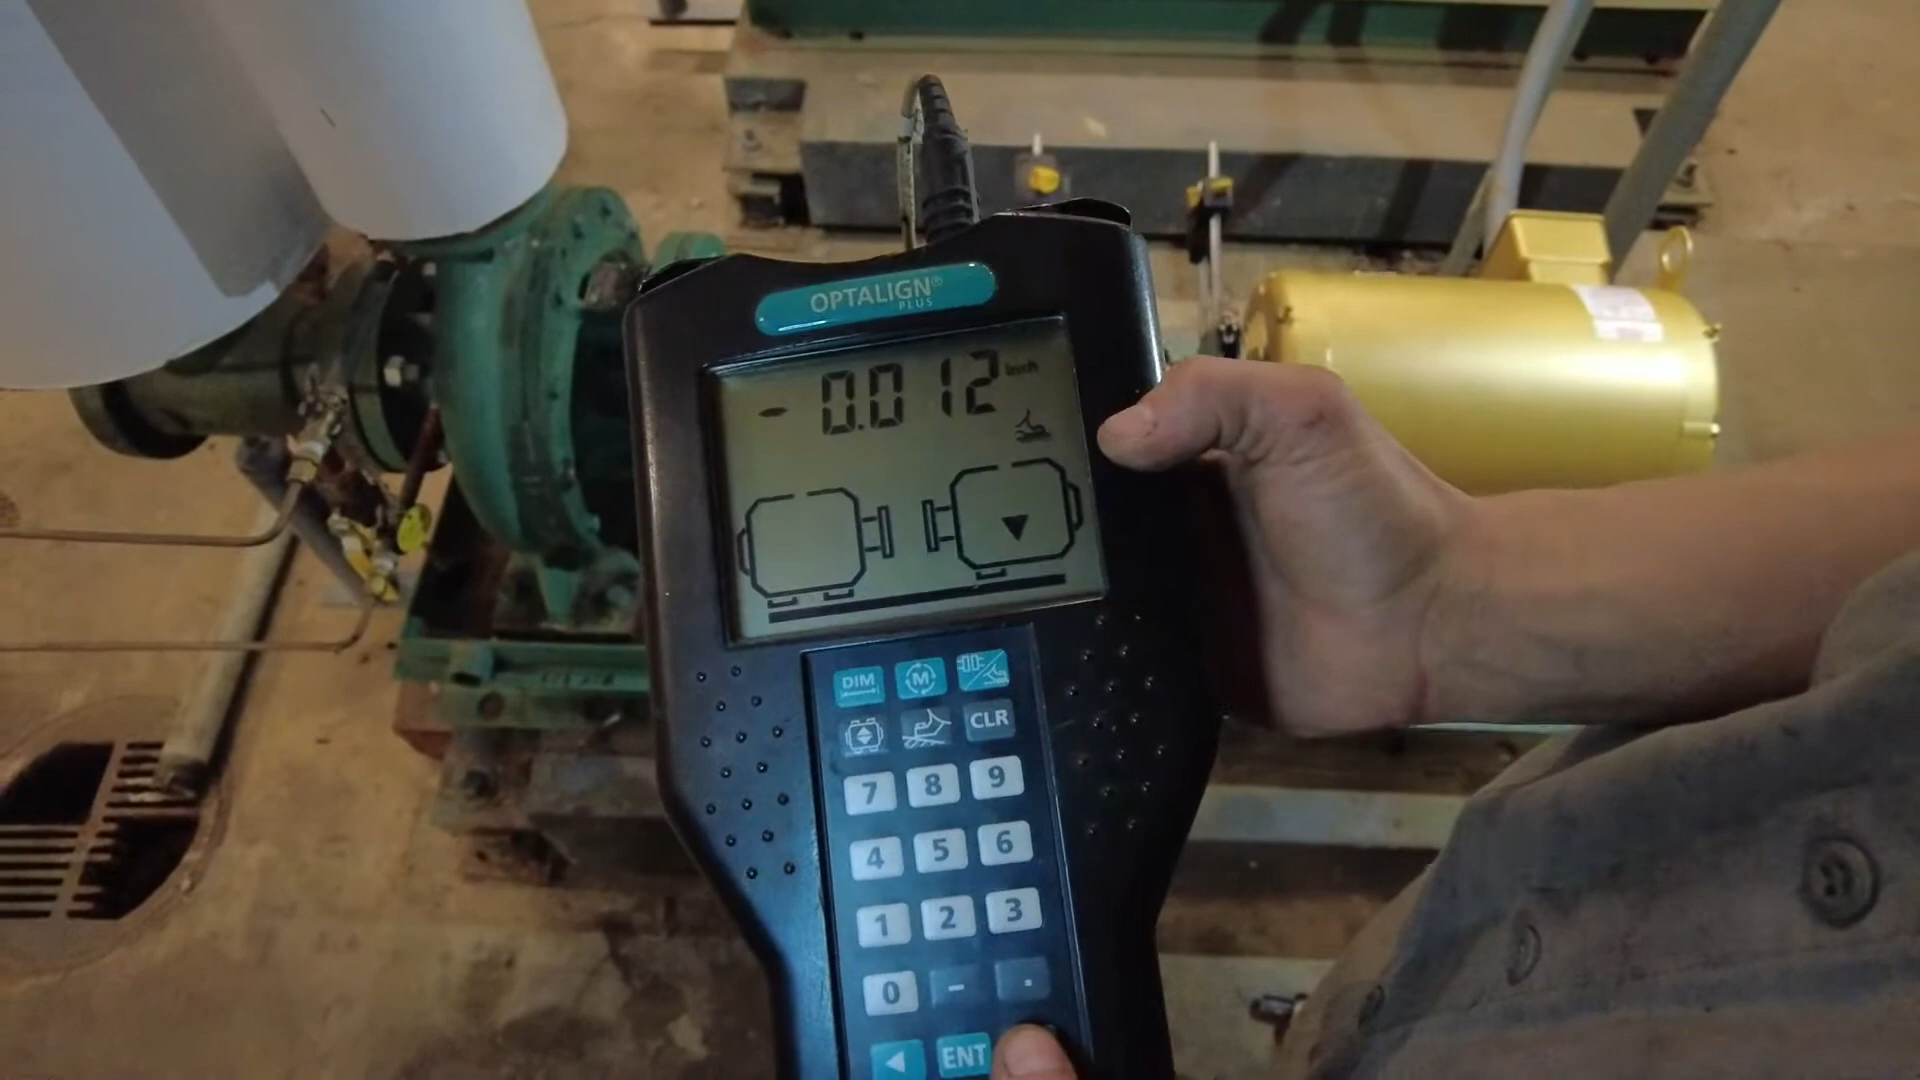 OPTALIGN®
PLUS
- 0.012 inch
DIM M
CLR
7 8 9
4 5 6
1 2 3
0 - .
◀ ENT